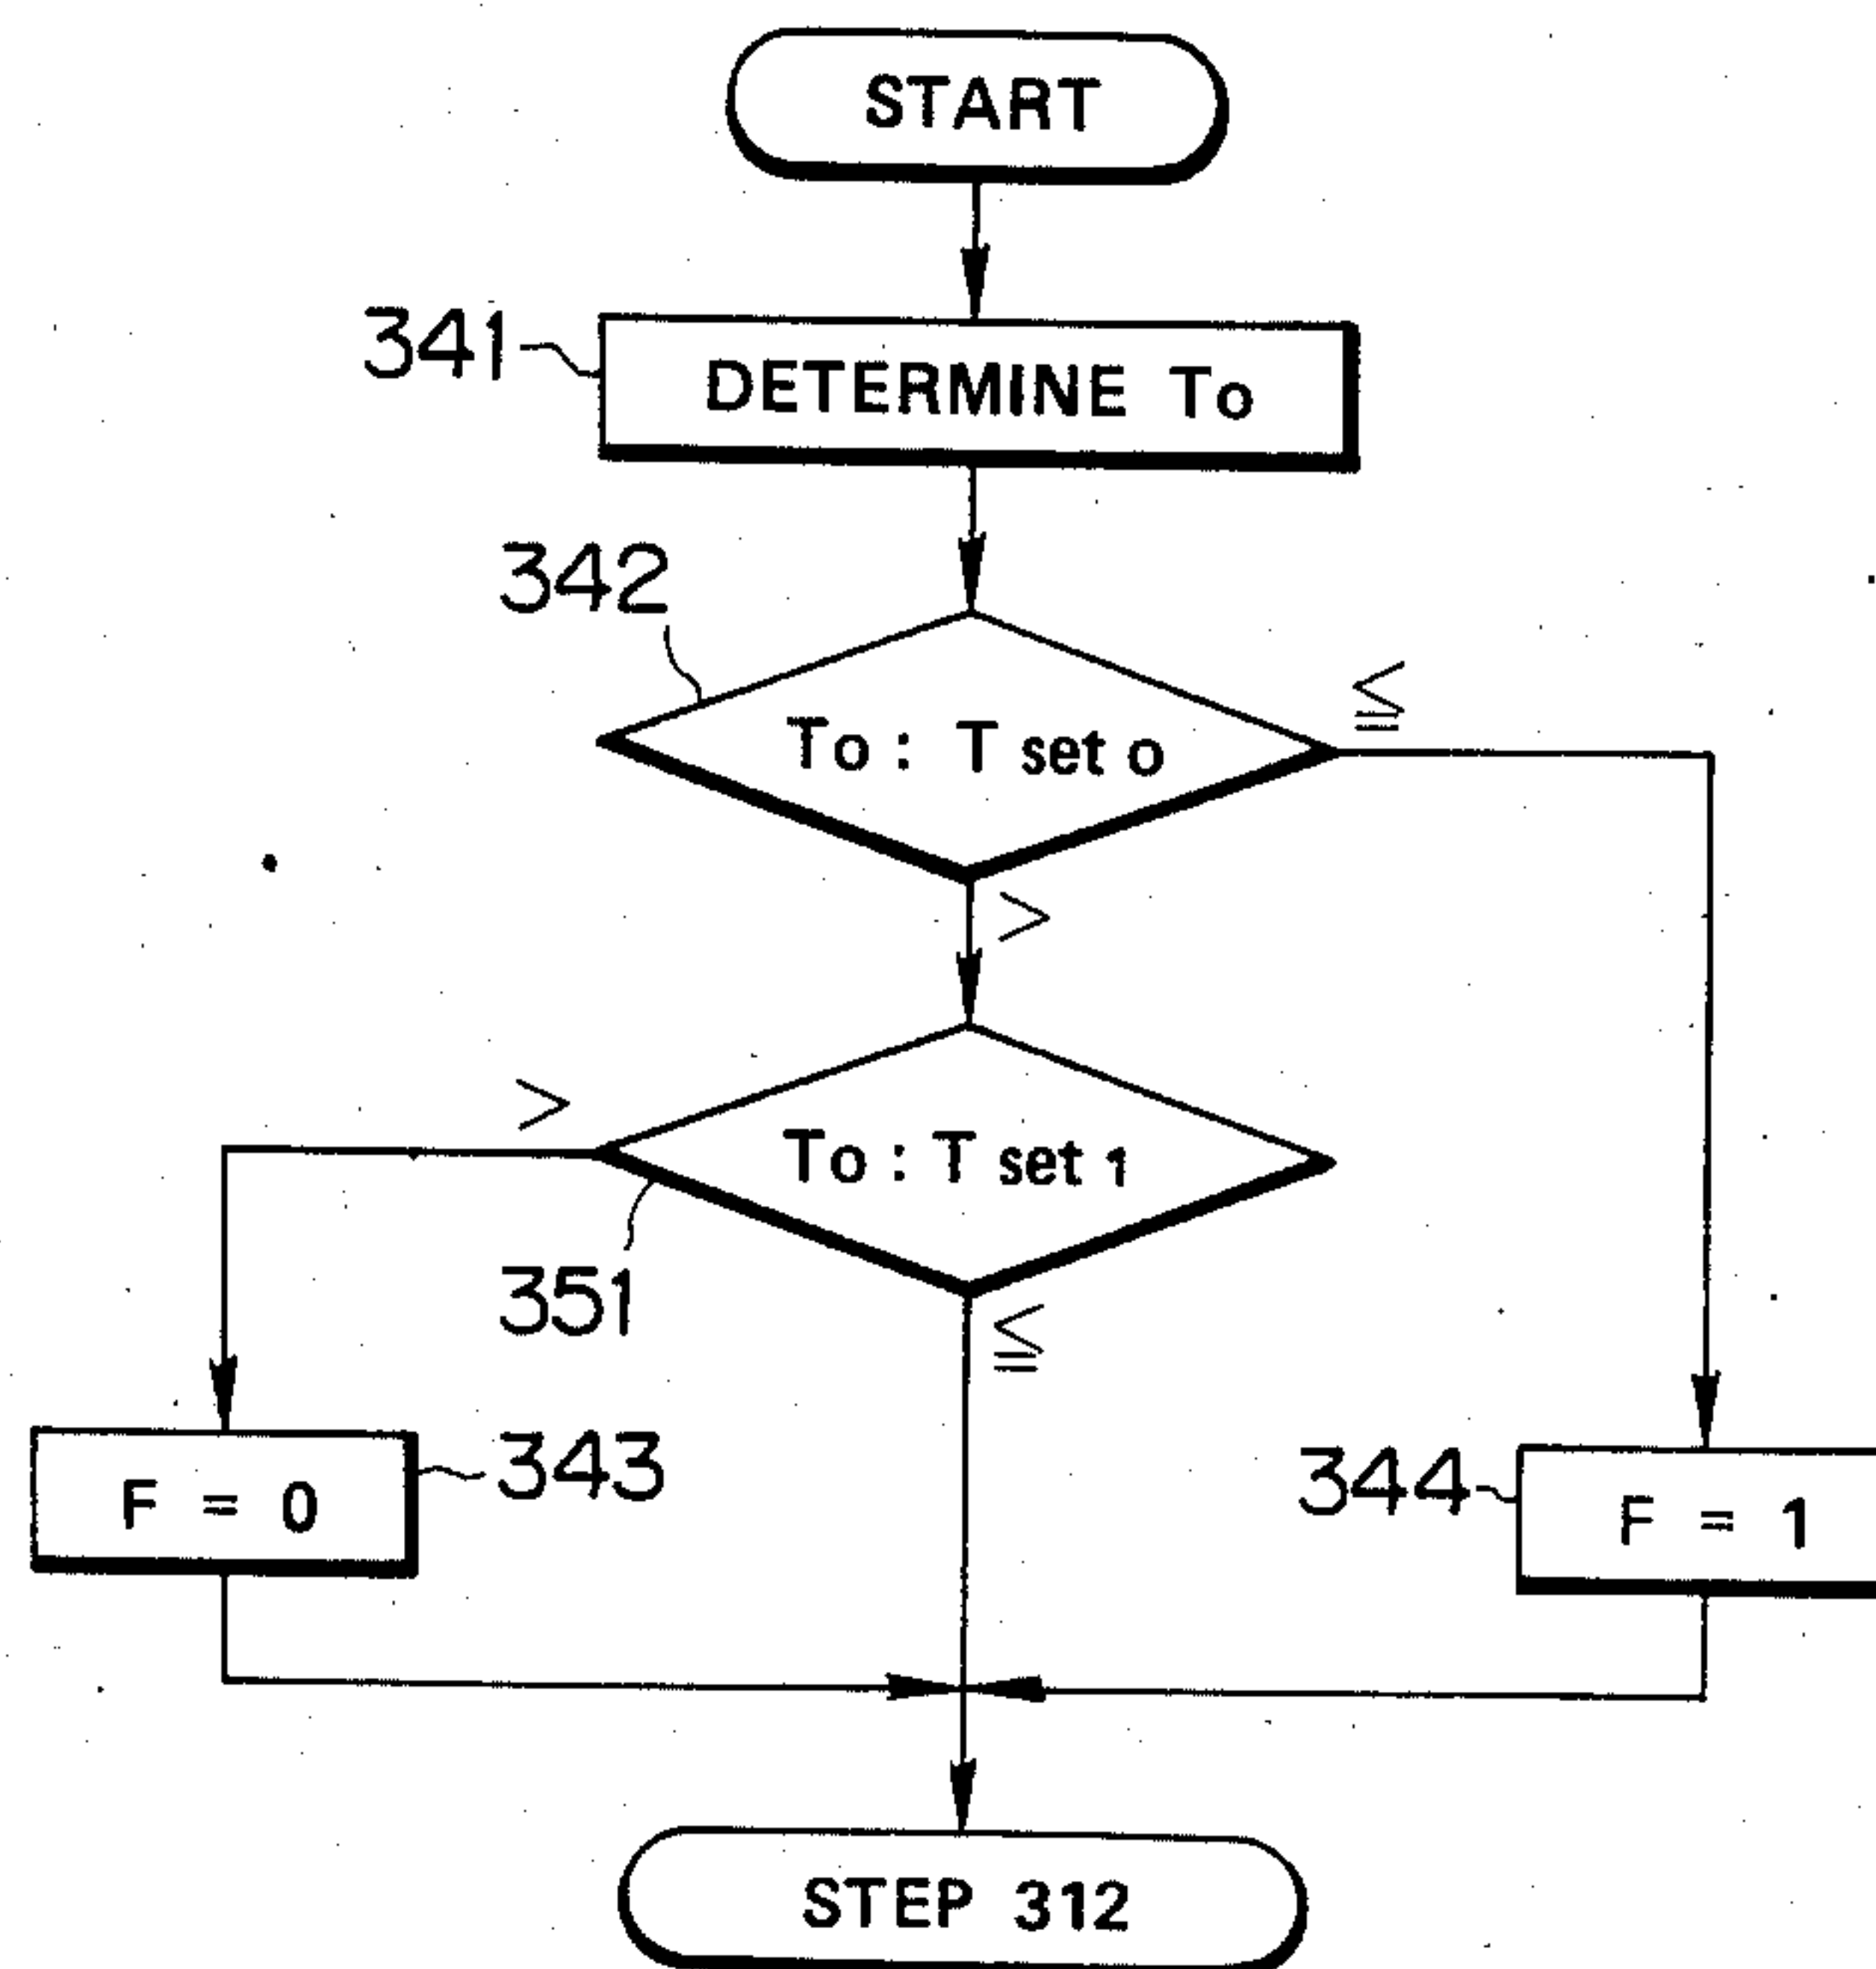 START
341
DETERMINE To
342
≦
To : T set o
>
>
To : T set 1
351
≦
F = 0
343
344
F = 1
STEP 312